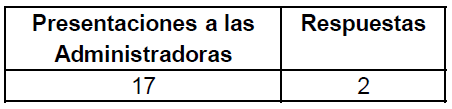 Presentaciones a las Respuestas
Administradoras
17 2